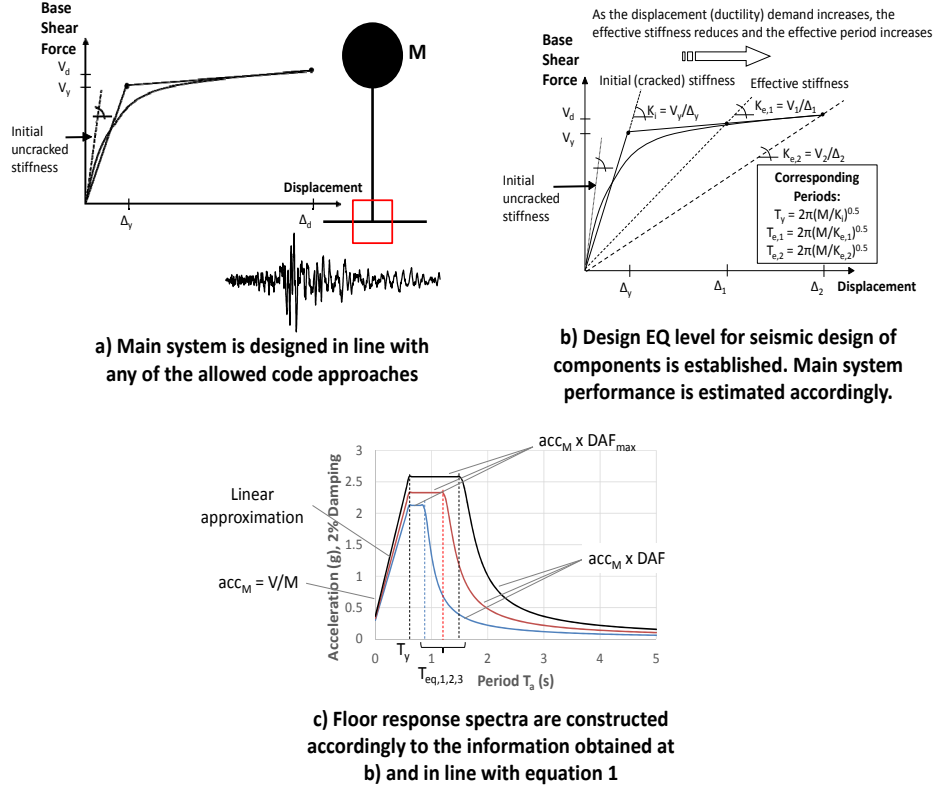 Base
Shear
Force
V_d
V_y
Initial
uncracked
stiffness
Displacement
Δ_y
Δ_d
M
a) Main system is designed in line with
any of the allowed code approaches
As the displacement (ductility) demand increases, the
effective stiffness reduces and the effective period increases
Base
Shear
Force
Initial (cracked) stiffness
Effective stiffness
V_d
V_y
K_i = V_y/Δ_y
K_e,1 = V_1/Δ_1
K_e,2 = V_2/Δ_2
Initial
uncracked
stiffness
Corresponding
Periods:
T_y = 2π(M/K_i)^0.5
T_e,1 = 2π(M/K_e,1)^0.5
T_e,2 = 2π(M/K_e,2)^0.5
Δ_y
Δ_1
Δ_2
Displacement
b) Design EQ level for seismic design of
components is established. Main system
performance is estimated accordingly.
acc_M x DAF_max
Linear
approximation
acc_M x DAF
acc_M = V/M
Acceleration (g), 2% Damping
3
2.5
2
1.5
1
0.5
0
0 1 2 3 4 5
T_y
T_eq,1,2,3
Period T_a (s)
c) Floor response spectra are constructed
accordingly to the information obtained at
b) and in line with equation 1